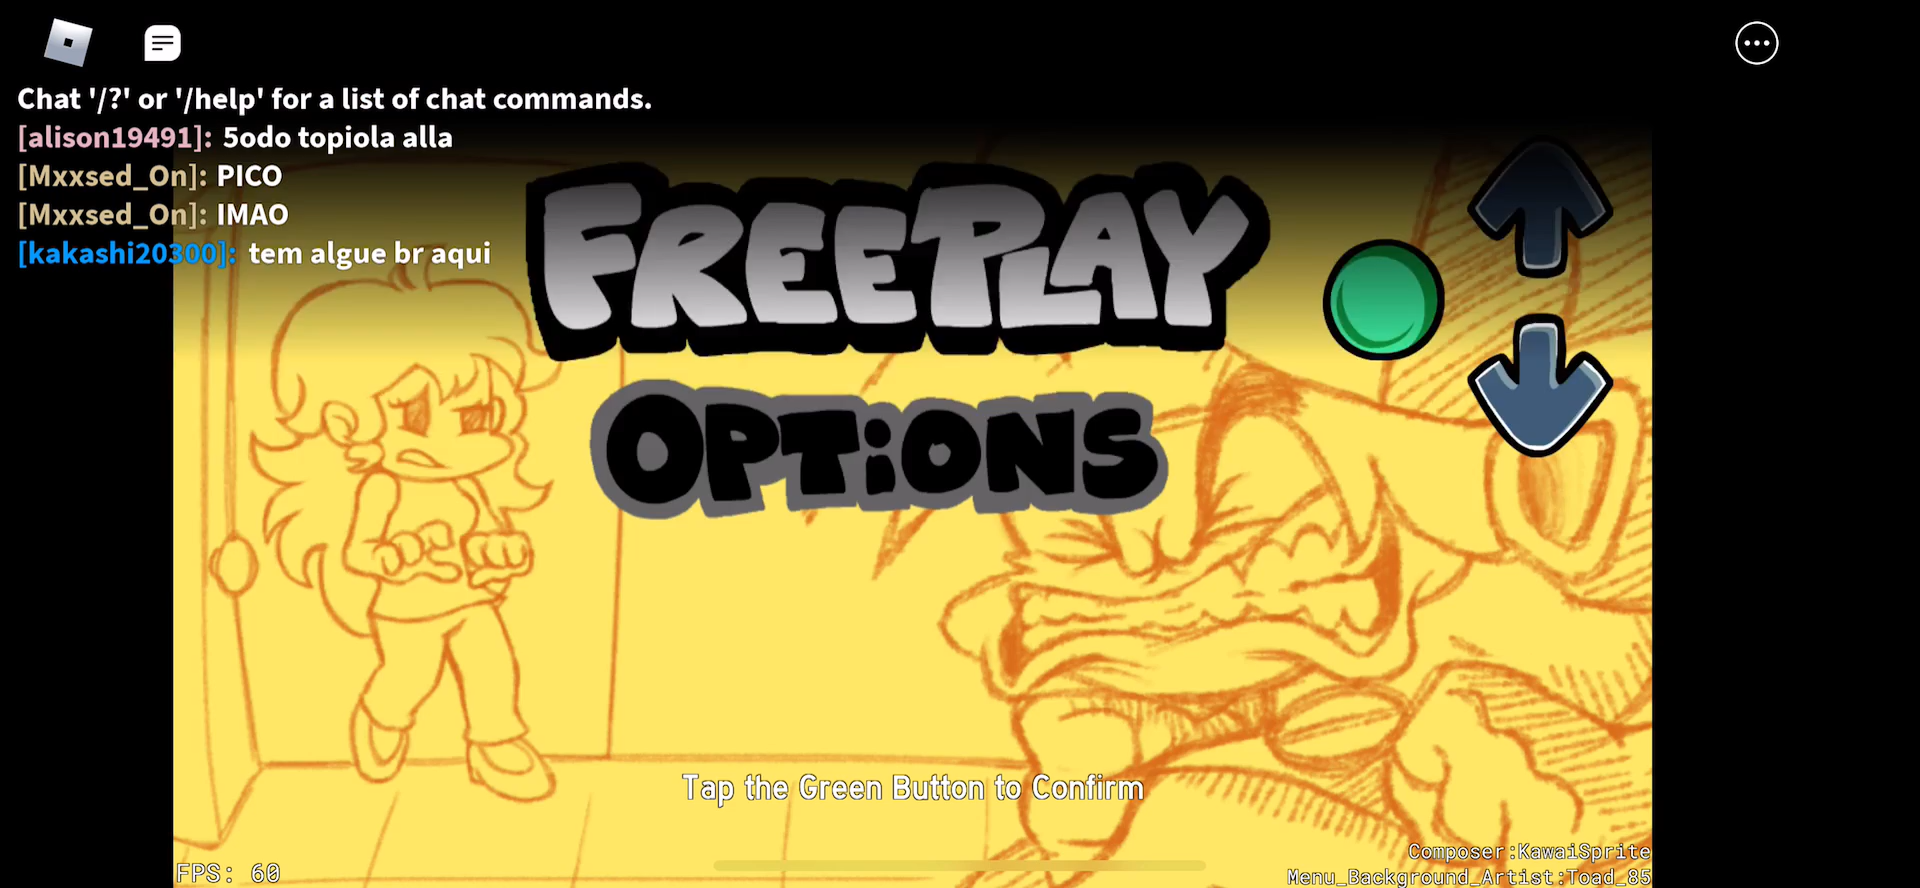 Chat '/?' or '/help' for a list of chat commands.
[alison19491]: 5odo topiola alla
[Mxxsed_On]: PICO
[Mxxsed_On]: IMAO
[kakashi20300]: tem algue br aqui
FREEPLAY
OPTiONS
Tap the Green Button to Confirm
FPS: 60
Composer:KawaiSprite
Menu_Background_Artist:Toad_85